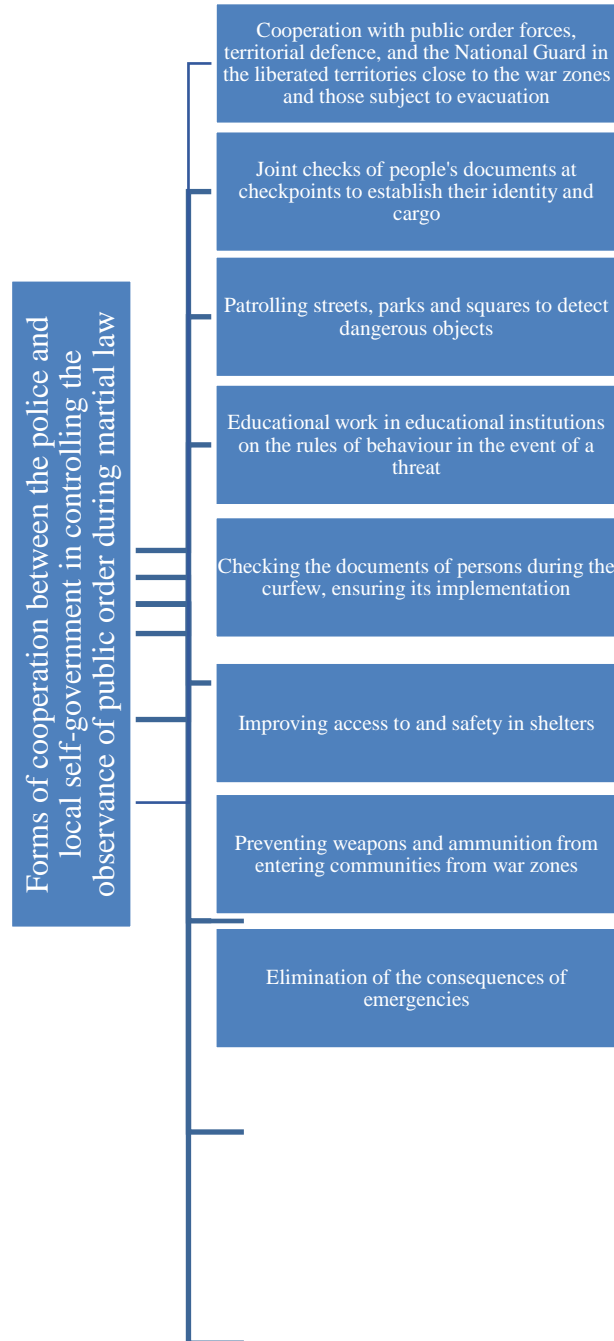 Forms of cooperation between the police and
local self-government in controlling the
observance of public order during martial law
Cooperation with public order forces,
territorial defence, and the National Guard in
the liberated territories close to the war zones
and those subject to evacuation
Joint checks of people's documents at
checkpoints to establish their identity and
cargo
Patrolling streets, parks and squares to detect
dangerous objects
Educational work in educational institutions
on the rules of behaviour in the event of a
threat
Checking the documents of persons during the
curfew, ensuring its implementation
Improving access to and safety in shelters
Preventing weapons and ammunition from
entering communities from war zones
Elimination of the consequences of
emergencies